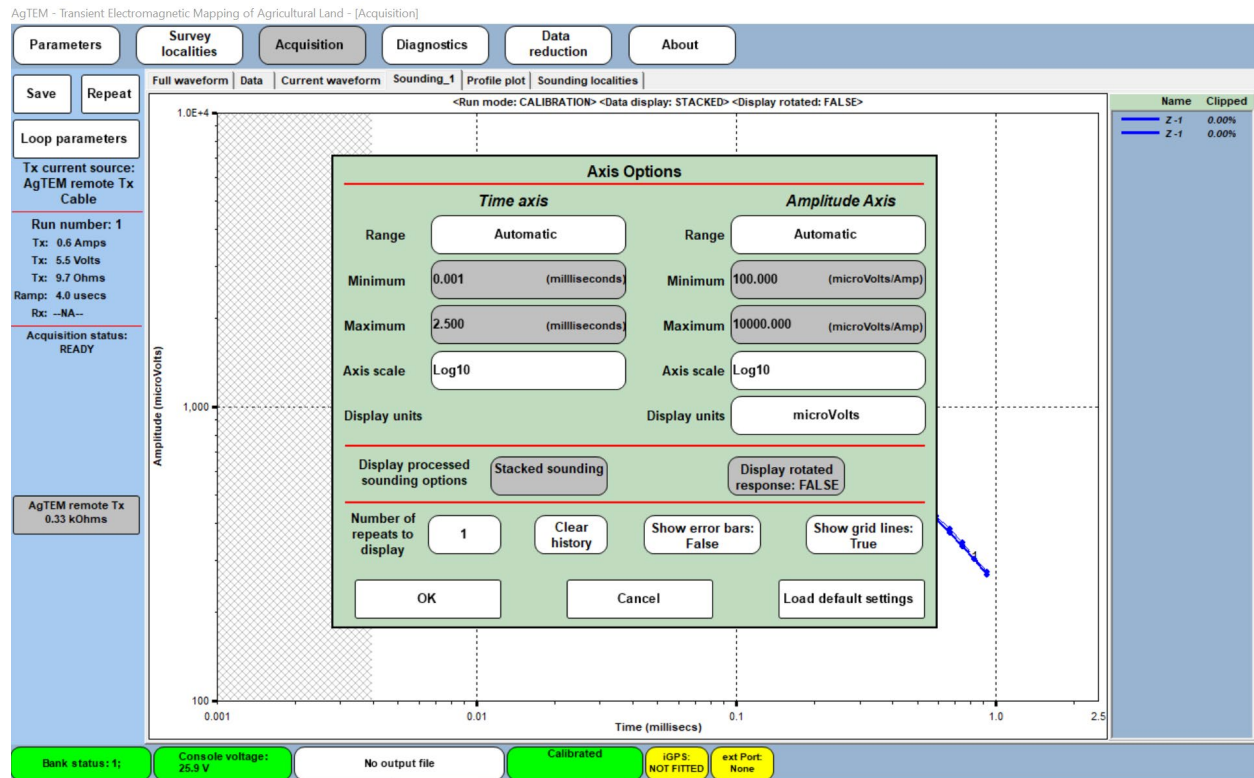 AgTEM - Transient Electromagnetic Mapping of Agricultural Land - [Acquisition]
Parameters
Survey
localities
Acquisition
Diagnostics
Data
reduction
About
Save
Repeat
Loop parameters
Tx current source:
AgTEM remote Tx
Cable
Run number: 1
Tx: 0.6 Amps
Tx: 5.5 Volts
Tx: 9.7 Ohms
Ramp: 4.0 usecs
Rx: --NA--
Acquisition status:
READY
AgTEM remote Tx
0.33 kOhms
Full waveform Data Current waveform Sounding_1 Profile plot Sounding localities
<Run mode: CALIBRATION> <Data display: STACKED> <Display rotated: FALSE>
1.0E+4
1,000
100
Amplitude (microVolts)
0.001 0.01 0.1 1.0 2.5
Time (millisecs)
1
Axis Options
Time axis
Range Automatic
Minimum 0.001 (millliseconds)
Maximum 2.500 (millliseconds)
Axis scale Log10
Display units
Amplitude Axis
Range Automatic
Minimum 100.000 (microVolts/Amp)
Maximum 10000.000 (microVolts/Amp)
Axis scale Log10
Display units microVolts
Display processed
sounding options
Stacked sounding
Display rotated
response: FALSE
Number of
repeats to
display
1
Clear
history
Show error bars:
False
Show grid lines:
True
OK
Cancel
Load default settings
Name Clipped
Z -1 0.00%
Z -1 0.00%
Bank status: 1;
Console voltage:
25.9 V
No output file
Calibrated
iGPS:
NOT FITTED
ext Port:
None